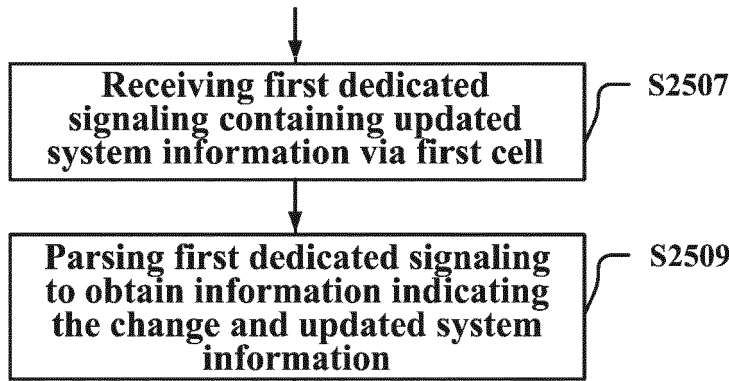 Receiving first dedicated
signaling containing updated
system information via first cell
S2507
Parsing first dedicated signaling
to obtain information indicating
the change and updated system
information
S2509